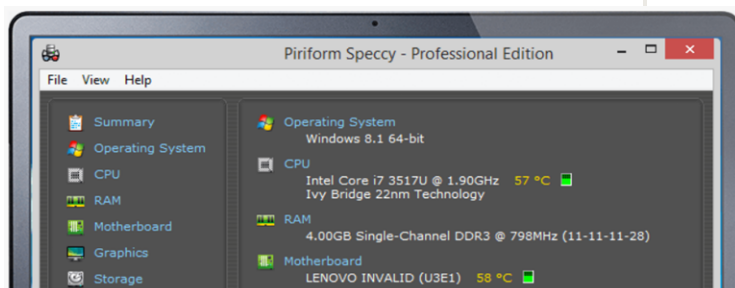 Piriform Speccy - Professional Edition
File View Help
Summary
Operating System
CPU
RAM
Motherboard
Graphics
Storage
Operating System
Windows 8.1 64-bit
CPU
Intel Core i7 3517U @ 1.90GHz 57 °C
Ivy Bridge 22nm Technology
RAM
4.00GB Single-Channel DDR3 @ 798MHz (11-11-11-28)
Motherboard
LENOVO INVALID (U3E1) 58 °C